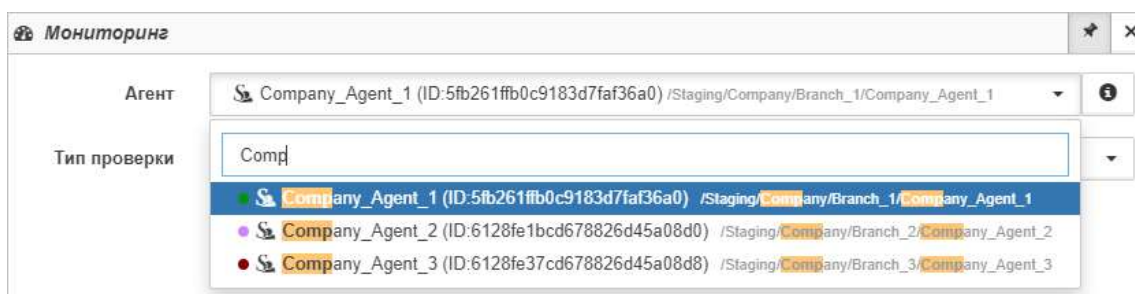 Мониторинг
Агент
Company_Agent_1 (ID:5fb261ffb0c9183d7faf36a0) /Staging/Company/Branch_1/Company_Agent_1
Тип проверки
Comp
Company_Agent_1 (ID:5fb261ffb0c9183d7faf36a0) /Staging/Company/Branch_1/Company_Agent_1
Company_Agent_2 (ID:6128fe1bcd678826d45a08d0) /Staging/Company/Branch_2/Company_Agent_2
Company_Agent_3 (ID:6128fe37cd678826d45a08d8) /Staging/Company/Branch_3/Company_Agent_3